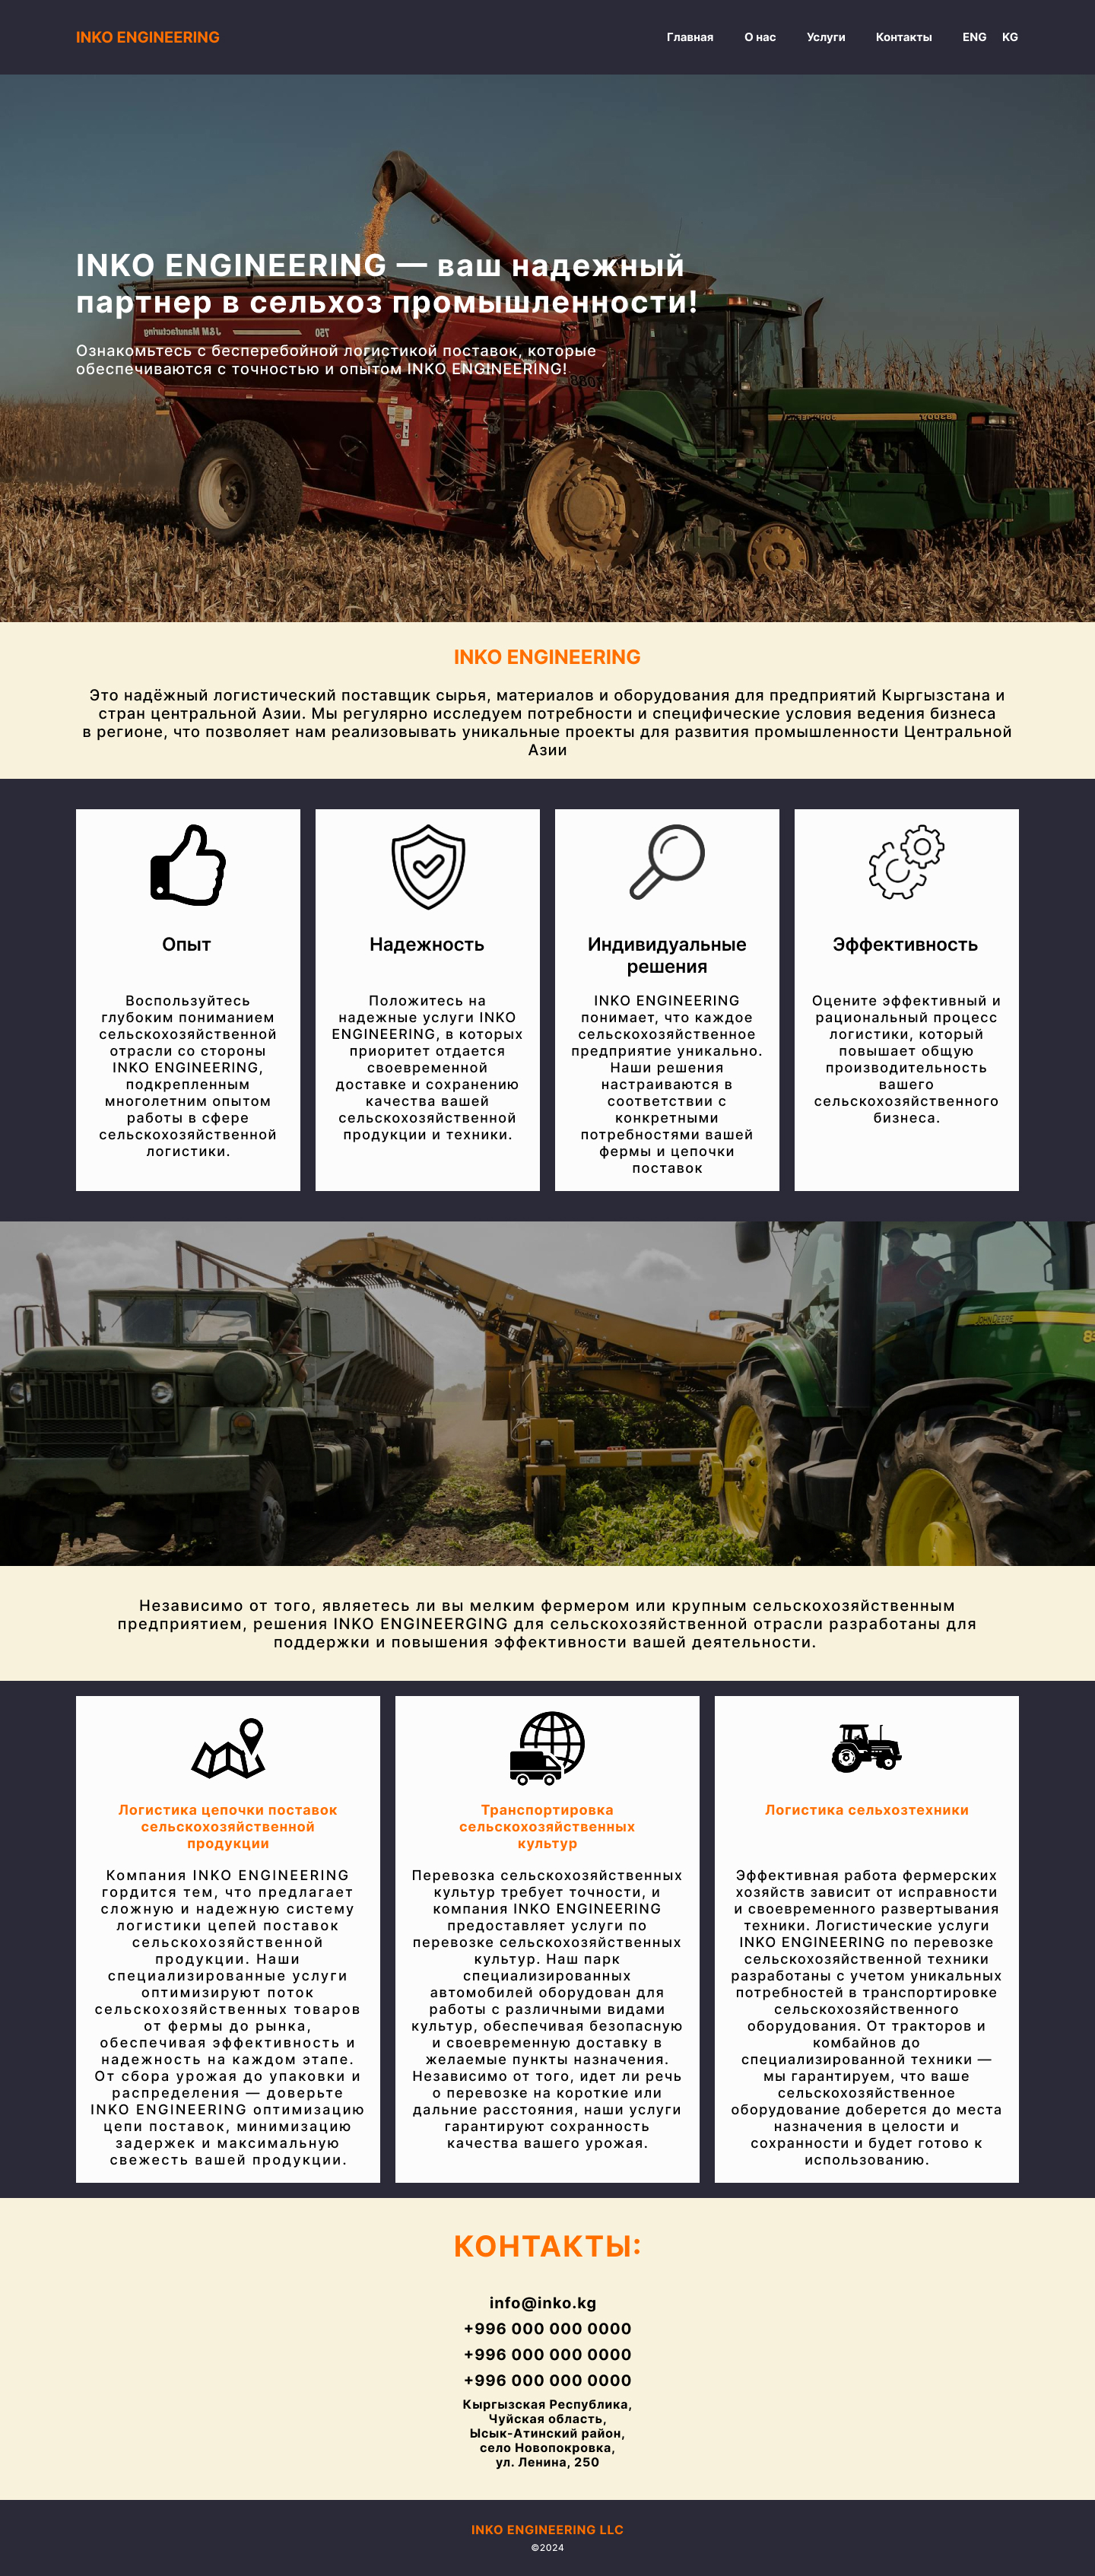 INKO ENGINEERING
Главная О нас Услуги Контакты ENG KG
INKO ENGINEERING — ваш надежный
партнер в сельхоз промышленности!
Ознакомьтесь с бесперебойной логистикой поставок, которые
обеспечиваются с точностью и опытом INKO ENGINEERING!
INKO ENGINEERING
Это надёжный логистический поставщик сырья, материалов и оборудования для предприятий Кыргызстана и
стран центральной Азии. Мы регулярно исследуем потребности и специфические условия ведения бизнеса
в регионе, что позволяет нам реализовывать уникальные проекты для развития промышленности Центральной
Азии
Опыт
Воспользуйтесь
глубоким пониманием
сельскохозяйственной
отрасли со стороны
INKO ENGINEERING,
подкрепленным
многолетним опытом
работы в сфере
сельскохозяйственной
логистики.
Надежность
Положитесь на
надежные услуги INKO
ENGINEERING, в которых
приоритет отдается
своевременной
доставке и сохранению
качества вашей
сельскохозяйственной
продукции и техники.
Индивидуальные
решения
INKO ENGINEERING
понимает, что каждое
сельскохозяйственное
предприятие уникально.
Наши решения
настраиваются в
соответствии с
конкретными
потребностями вашей
фермы и цепочки
поставок
Эффективность
Оцените эффективный и
рациональный процесс
логистики, который
повышает общую
производительность
вашего
сельскохозяйственного
бизнеса.
JOHN DEERE
Независимо от того, являетесь ли вы мелким фермером или крупным сельскохозяйственным
предприятием, решения INKO ENGINEERGING для сельскохозяйственной отрасли разработаны для
поддержки и повышения эффективности вашей деятельности.
Логистика цепочки поставок
сельскохозяйственной
продукции
Компания INKO ENGINEERING
гордится тем, что предлагает
сложную и надежную систему
логистики цепей поставок
сельскохозяйственной
продукции. Наши
специализированные услуги
оптимизируют поток
сельскохозяйственных товаров
от фермы до рынка,
обеспечивая эффективность и
надежность на каждом этапе.
От сбора урожая до упаковки и
распределения — доверьте
INKO ENGINEERING оптимизацию
цепи поставок, минимизацию
задержек и максимальную
свежесть вашей продукции.
Транспортировка
сельскохозяйственных
культур
Перевозка сельскохозяйственных
культур требует точности, и
компания INKO ENGINEERING
предоставляет услуги по
перевозке сельскохозяйственных
культур. Наш парк
специализированных
автомобилей оборудован для
работы с различными видами
культур, обеспечивая безопасную
и своевременную доставку в
желаемые пункты назначения.
Независимо от того, идет ли речь
о перевозке на короткие или
дальние расстояния, наши услуги
гарантируют сохранность
качества вашего урожая.
Логистика сельхозтехники
Эффективная работа фермерских
хозяйств зависит от исправности
и своевременного развертывания
техники. Логистические услуги
INKO ENGINEERING по перевозке
сельскохозяйственной техники
разработаны с учетом уникальных
потребностей в транспортировке
сельскохозяйственного
оборудования. От тракторов и
комбайнов до
специализированной техники —
мы гарантируем, что ваше
сельскохозяйственное
оборудование доберется до места
назначения в целости и
сохранности и будет готово к
использованию.
КОНТАКТЫ:
info@inko.kg
+996 000 000 0000
+996 000 000 0000
+996 000 000 0000
Кыргызская Республика,
Чуйская область,
Ысык-Атинский район,
село Новопокровка,
ул. Ленина, 250
INKO ENGINEERING LLC
©2024